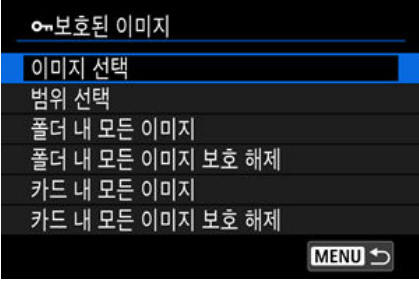 보호된 이미지
이미지 선택
범위 선택
폴더 내 모든 이미지
폴더 내 모든 이미지 보호 해제
카드 내 모든 이미지
카드 내 모든 이미지 보호 해제
MENU